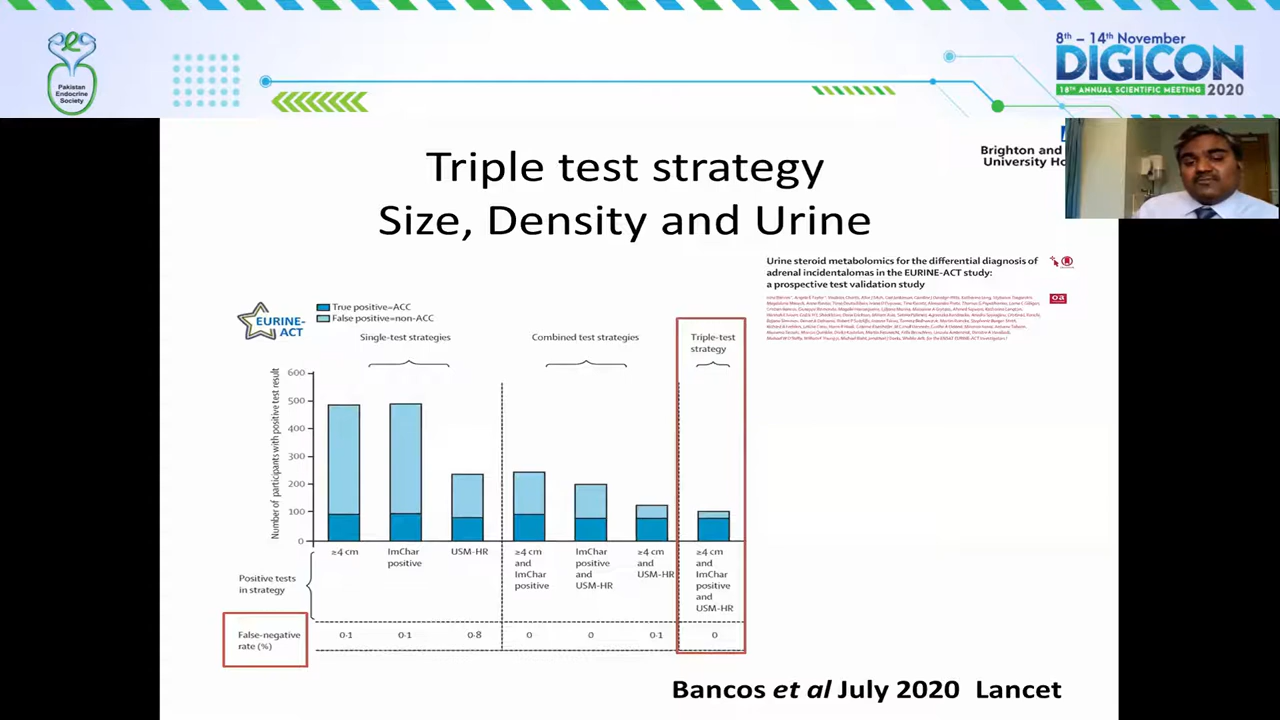 Pakistan
Endocrine
Society
8th – 14th November
DIGICON
18TH ANNUAL SCIENTIFIC MEETING 2020
Brighton and
University Ho
Triple test strategy
Size, Density and Urine
Urine steroid metabolomics for the differential diagnosis of
adrenal incidentalomas in the EURINE-ACT study:
a prospective test validation study
EURINE-
ACT
True positive=ACC
False positive=non-ACC
Single-test strategies
Combined test strategies
Triple-test
strategy
Number of participants with positive test result
600
500
400
300
200
100
0
≥4 cm
ImChar
positive
USM-HR
≥4 cm
and
ImChar
positive
ImChar
positive
and
USM-HR
≥4 cm
and
USM-HR
≥4 cm
and
ImChar
positive
and
USM-HR
Positive tests
in strategy
False-negative
rate (%)
0·1
0·1
0·8
0
0
0·1
0
Bancos et al July 2020 Lancet